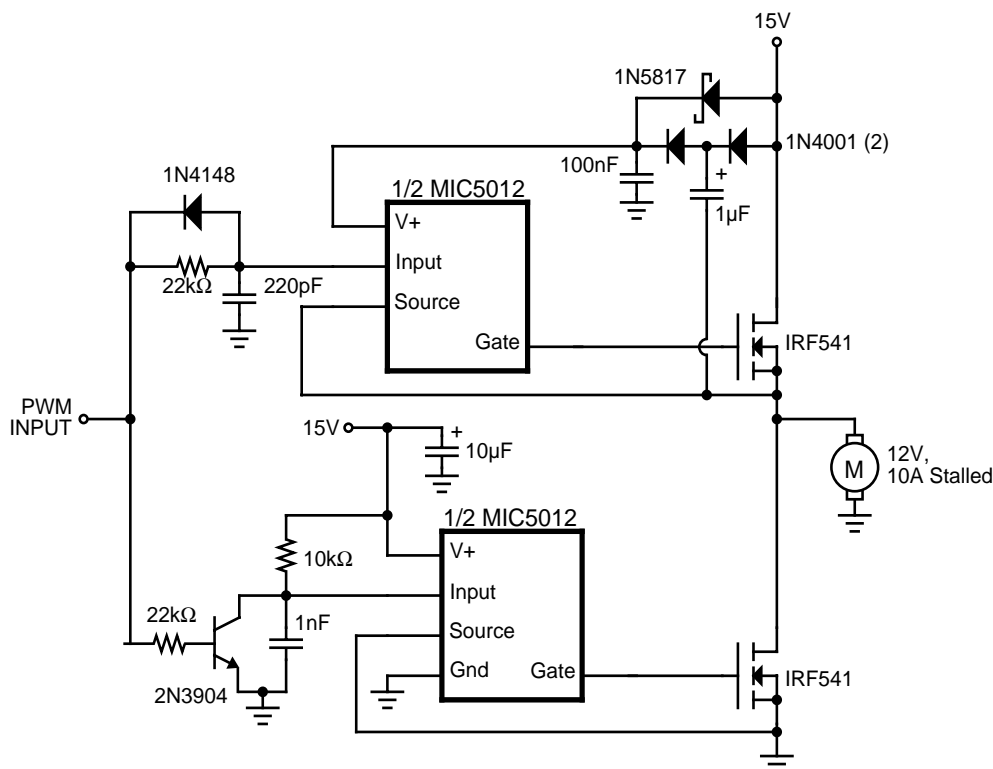 15V
1N5817
1N4001 (2)
100nF
+
1µF
1N4148
1/2 MIC5012
V+
Input
22kΩ
220pF
Source
Gate
IRF541
PWM
INPUT
15V
+
10µF
12V,
10A Stalled
M
1/2 MIC5012
10kΩ
V+
Input
22kΩ
1nF
Source
Gnd
Gate
IRF541
2N3904